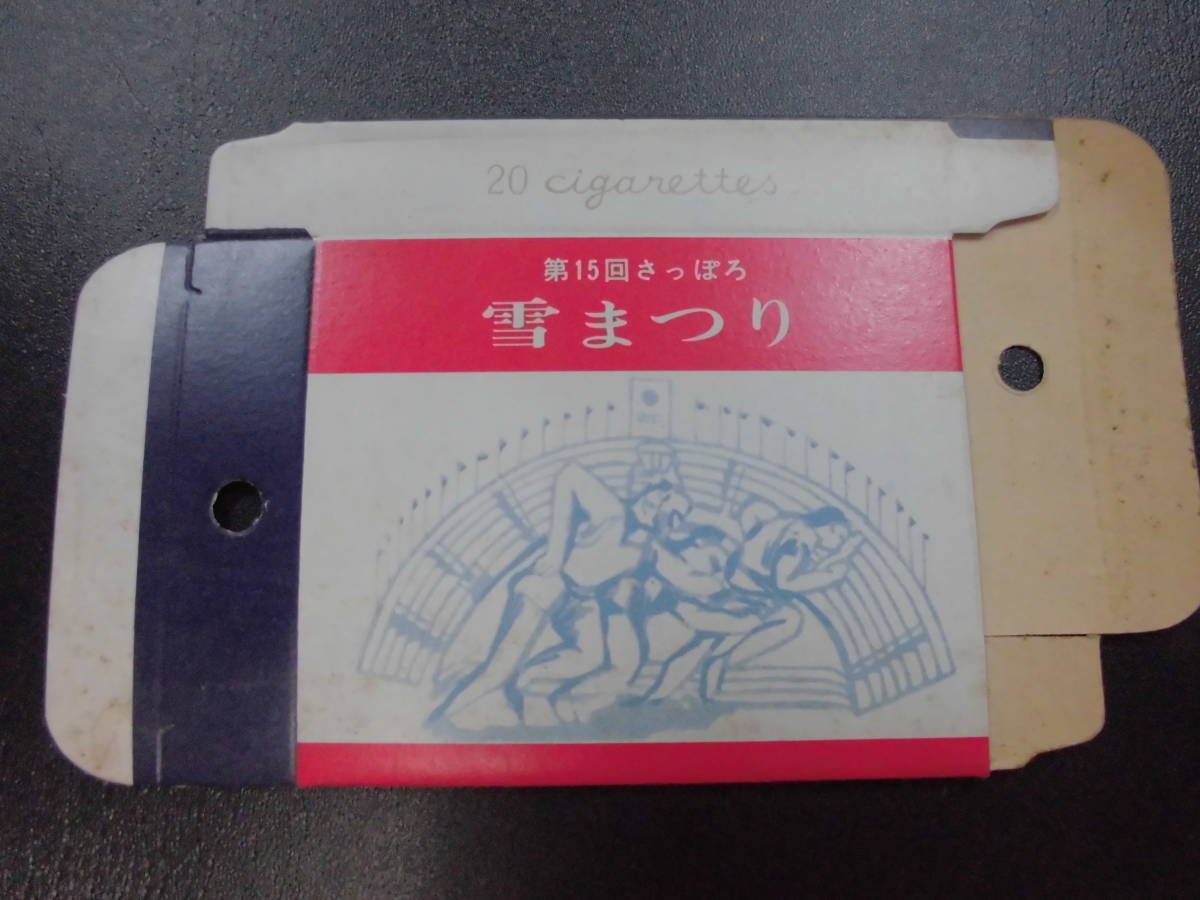 20 cigarettes
第15回さっぽろ
雪まつり